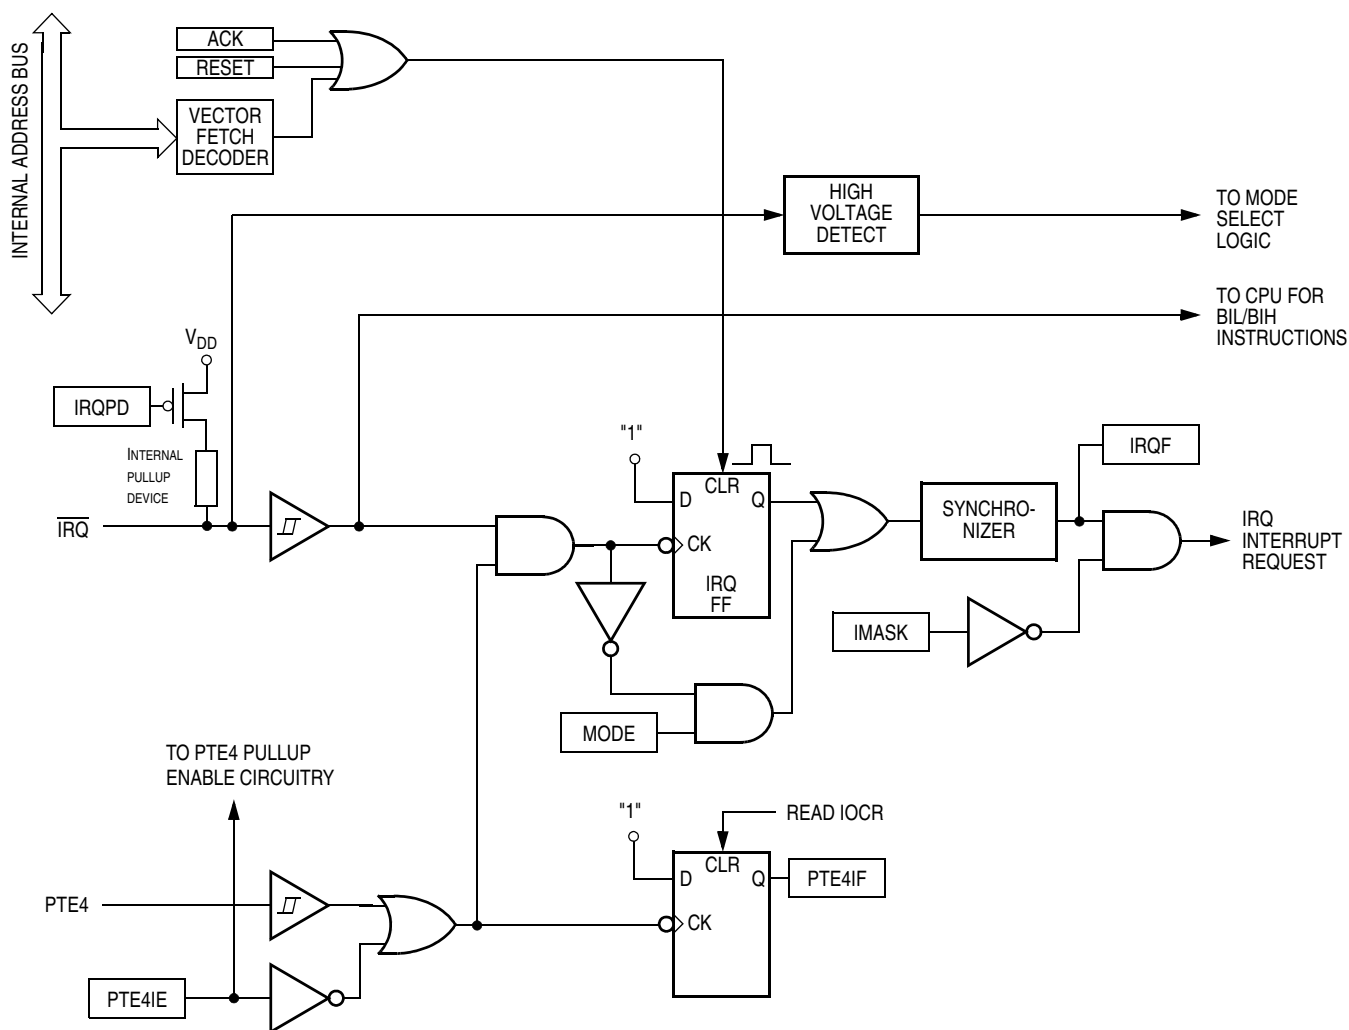 INTERNAL ADDRESS BUS
ACK
RESET
VECTOR
FETCH
DECODER
HIGH
VOLTAGE
DETECT
TO MODE
SELECT
LOGIC
TO CPU FOR
BIL/BIH
INSTRUCTIONS
VDD
IRQPD
INTERNAL
PULLUP
DEVICE
IRQ
"1"
D
CLR
Q
CK
IRQ
FF
SYNCHRO-
NIZER
IRQF
IRQ
INTERRUPT
REQUEST
IMASK
MODE
TO PTE4 PULLUP
ENABLE CIRCUITRY
"1"
READ IOCR
D
CLR
Q
CK
PTE4IF
PTE4
PTE4IE